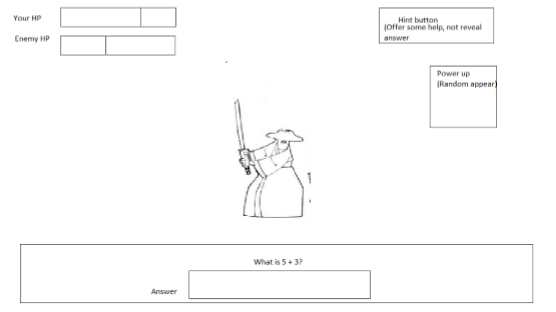 Your HP
Enemy HP
Hint button
(Offer some help, not reveal
answer
Power up
(Random appear)
What is 5 + 3?
Answer